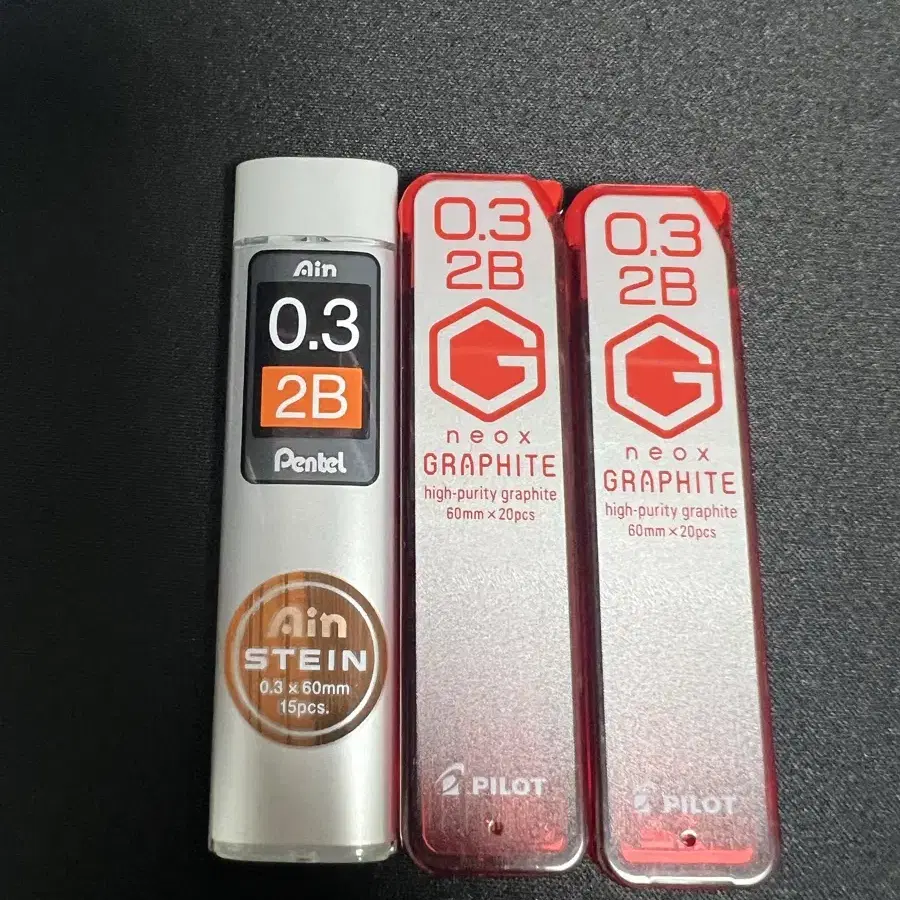 Ain
0.3
2B
Pentel
Ain
STEIN
0.3 × 60mm
15pcs.
0.3
2B
G
neox
GRAPHITE
high-purity graphite
60mm×20pcs
PILOT
0.3
2B
G
neox
GRAPHITE
high-purity graphite
60mm×20pcs
PILOT